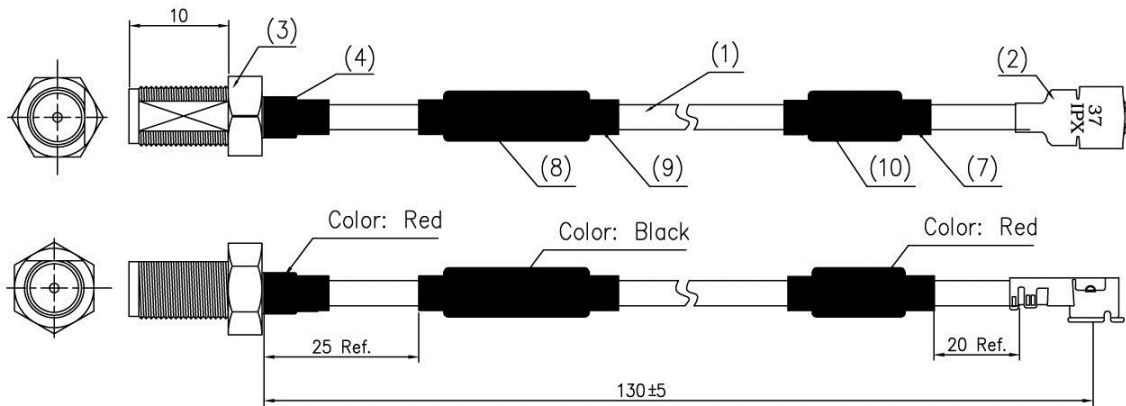 10
(3)
(4)
(1)
(2)
37
IPX
(8)
(9)
(10)
(7)
Color: Red
Color: Black
Color: Red
25 Ref.
20 Ref.
130±5